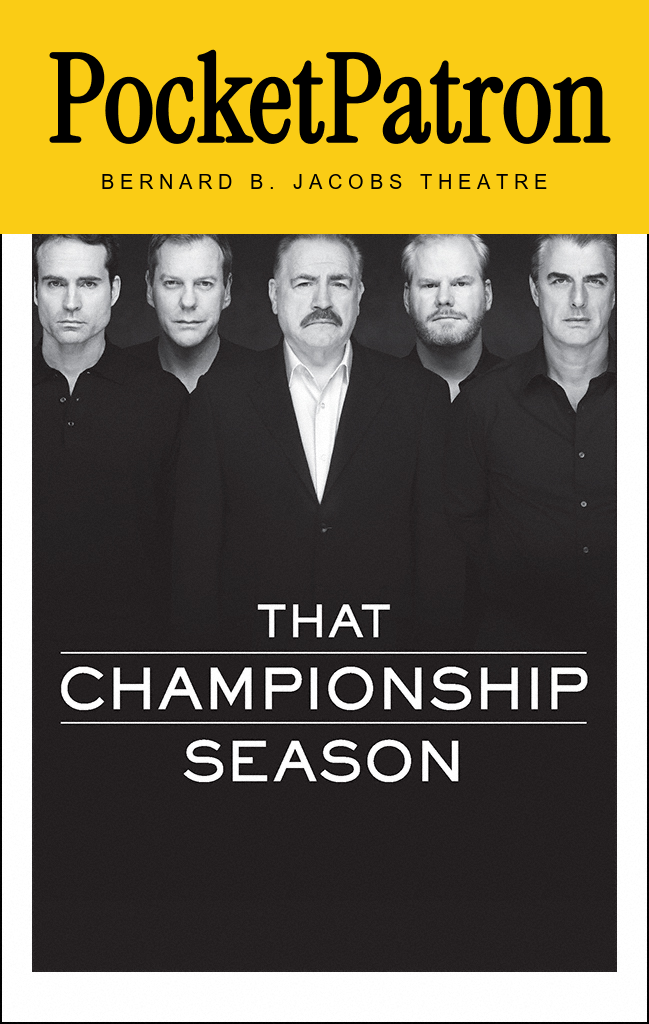 PocketPatron
BERNARD B. JACOBS THEATRE
THAT
CHAMPIONSHIP
SEASON